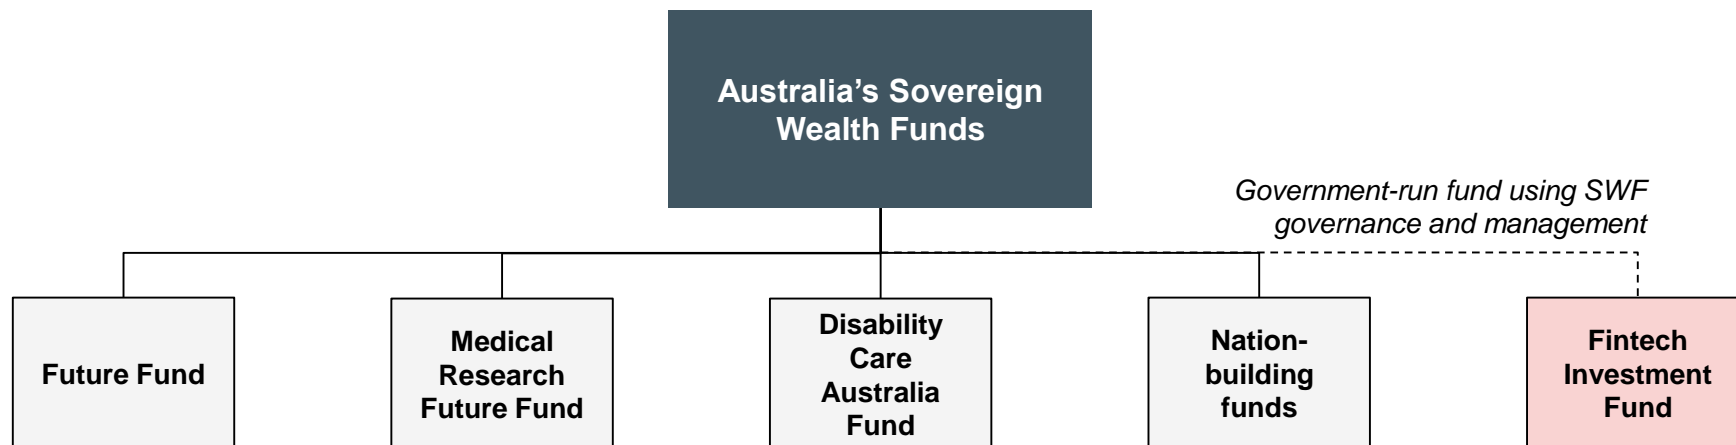 Australia’s Sovereign
Wealth Funds
Government-run fund using SWF
governance and management
Future Fund
Medical
Research
Future Fund
Disability
Care
Australia
Fund
Nation-
building
funds
Fintech
Investment
Fund